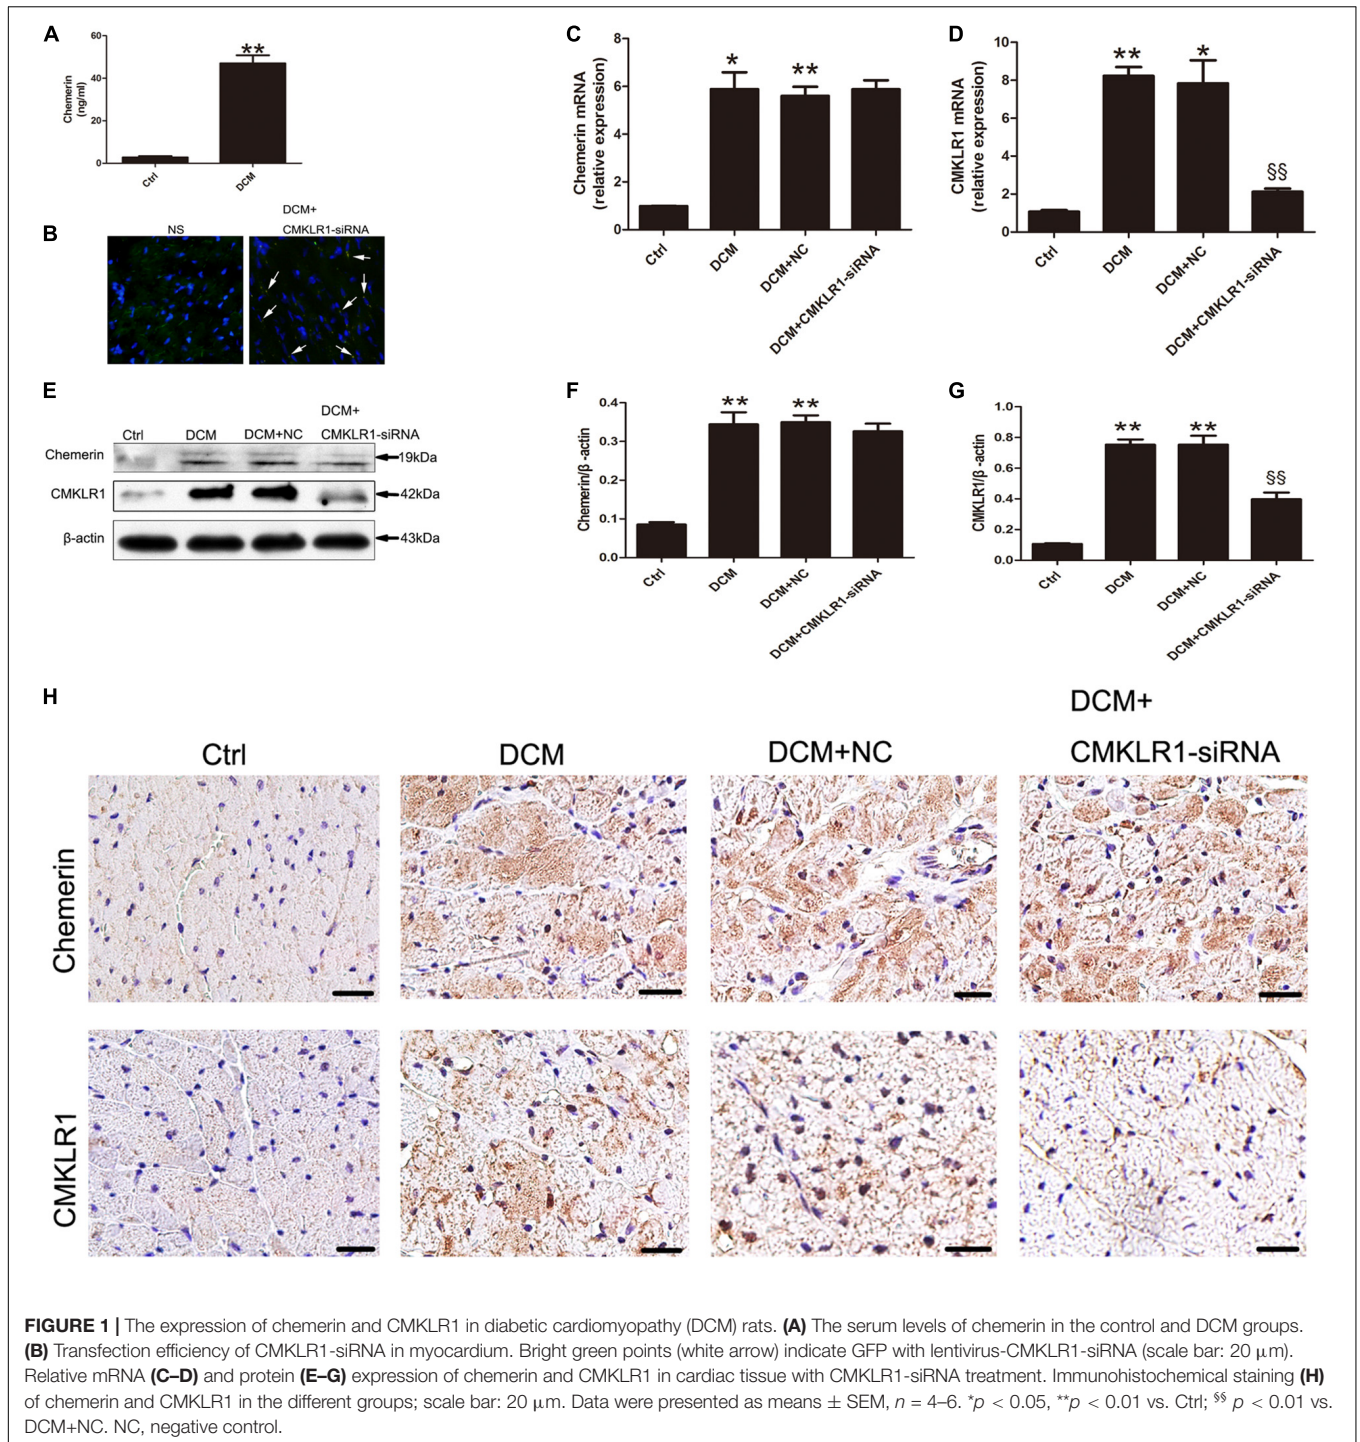 A
60
40
20
0
Chemerin
(ng/ml)
**
Ctrl
DCM
B
NS
DCM+
CMKLR1-siRNA
C
8
6
4
2
0
Chemerin mRNA
(relative expression)
*
**
Ctrl
DCM
DCM+NC
DCM+CMKLR1-siRNA
D
10
8
6
4
2
0
CMKLR1 mRNA
(relative expression)
**
*
§§
Ctrl
DCM
DCM+NC
DCM+CMKLR1-siRNA
E
DCM+
Ctrl DCM DCM+NC CMKLR1-siRNA
Chemerin 19kDa
CMKLR1 42kDa
β-actin 43kDa
F
0.4
0.3
0.2
0.1
0.0
Chemerin/β -actin
**
**
Ctrl
DCM
DCM+NC
DCM+CMKLR1-siRNA
G
1.0
0.8
0.6
0.4
0.2
0.0
CMKLR1/β -actin
**
**
§§
Ctrl
DCM
DCM+NC
DCM+CMKLR1-siRNA
H
DCM+
Ctrl DCM DCM+NC CMKLR1-siRNA
Chemerin
CMKLR1
FIGURE 1 | The expression of chemerin and CMKLR1 in diabetic cardiomyopathy (DCM) rats. (A) The serum levels of chemerin in the control and DCM groups.
(B) Transfection efficiency of CMKLR1-siRNA in myocardium. Bright green points (white arrow) indicate GFP with lentivirus-CMKLR1-siRNA (scale bar: 20 μm).
Relative mRNA (C–D) and protein (E–G) expression of chemerin and CMKLR1 in cardiac tissue with CMKLR1-siRNA treatment. Immunohistochemical staining (H)
of chemerin and CMKLR1 in the different groups; scale bar: 20 μm. Data were presented as means ± SEM, n = 4–6. *p < 0.05, **p < 0.01 vs. Ctrl; §§ p < 0.01 vs.
DCM+NC. NC, negative control.